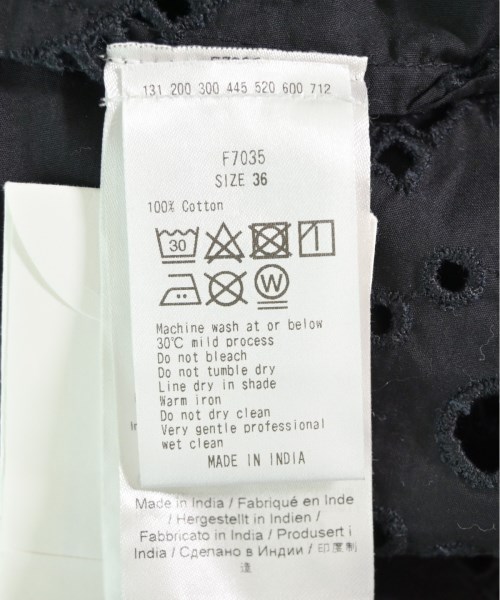 131 200 300 445 520 600 712
F7035
SIZE 36
100% Cotton
30
W
Machine wash at or below
30℃ mild process
Do not bleach
Do not tumble dry
Line dry in shade
Warm iron
Do not dry clean
Very gentle professional
wet clean
MADE IN INDIA
Made in India / Fabriqué en Inde
/ Hergestellt in Indien /
Fabbricato in India / Produsert i
India / Сделано в Индии / 印度制
造